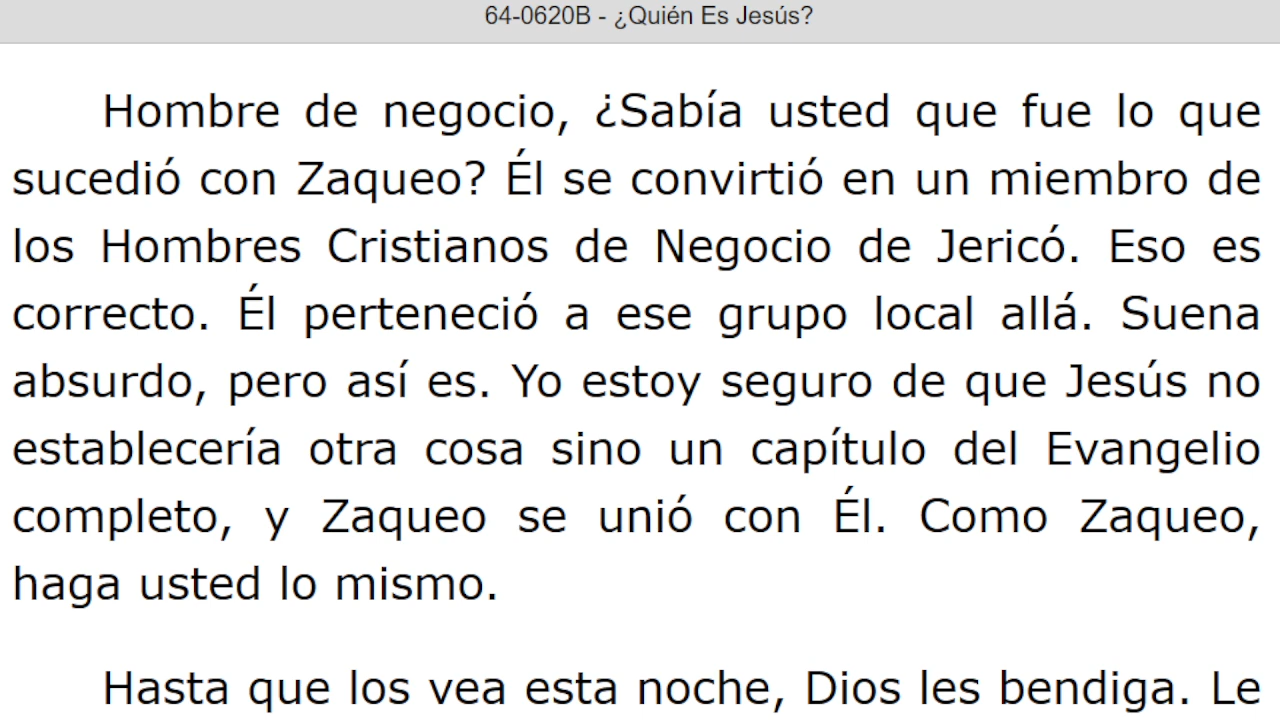 64-0620B - ¿Quién Es Jesús?
Hombre de negocio, ¿Sabía usted que fue lo que
sucedió con Zaqueo? Él se convirtió en un miembro de
los Hombres Cristianos de Negocio de Jericó. Eso es
correcto. Él perteneció a ese grupo local allá. Suena
absurdo, pero así es. Yo estoy seguro de que Jesús no
establecería otra cosa sino un capítulo del Evangelio
completo, y Zaqueo se unió con Él. Como Zaqueo,
haga usted lo mismo.
Hasta que los vea esta noche, Dios les bendiga. Le